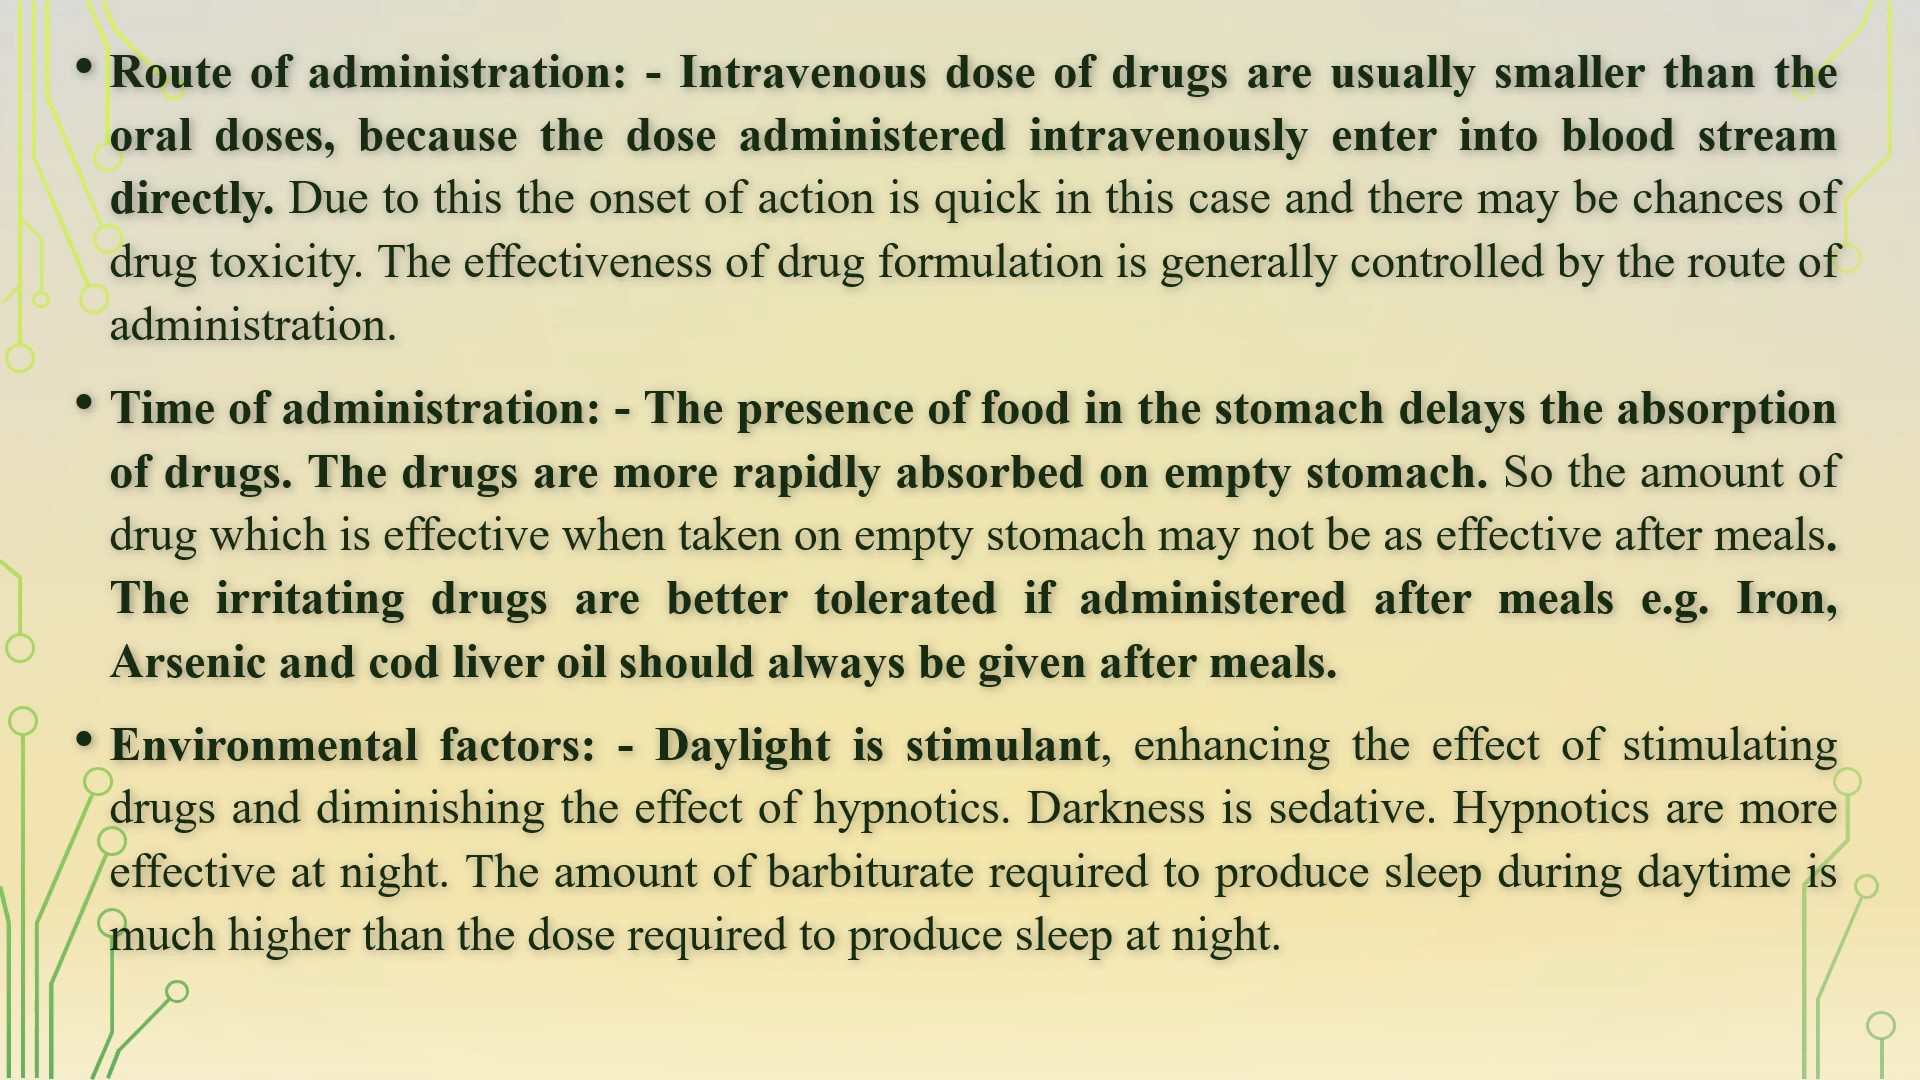 • Route of administration: - Intravenous dose of drugs are usually smaller than the
oral doses, because the dose administered intravenously enter into blood stream
directly. Due to this the onset of action is quick in this case and there may be chances of
drug toxicity. The effectiveness of drug formulation is generally controlled by the route of
administration.
• Time of administration: - The presence of food in the stomach delays the absorption
of drugs. The drugs are more rapidly absorbed on empty stomach. So the amount of
drug which is effective when taken on empty stomach may not be as effective after meals.
The irritating drugs are better tolerated if administered after meals e.g. Iron,
Arsenic and cod liver oil should always be given after meals.
• Environmental factors: - Daylight is stimulant, enhancing the effect of stimulating
drugs and diminishing the effect of hypnotics. Darkness is sedative. Hypnotics are more
effective at night. The amount of barbiturate required to produce sleep during daytime is
much higher than the dose required to produce sleep at night.